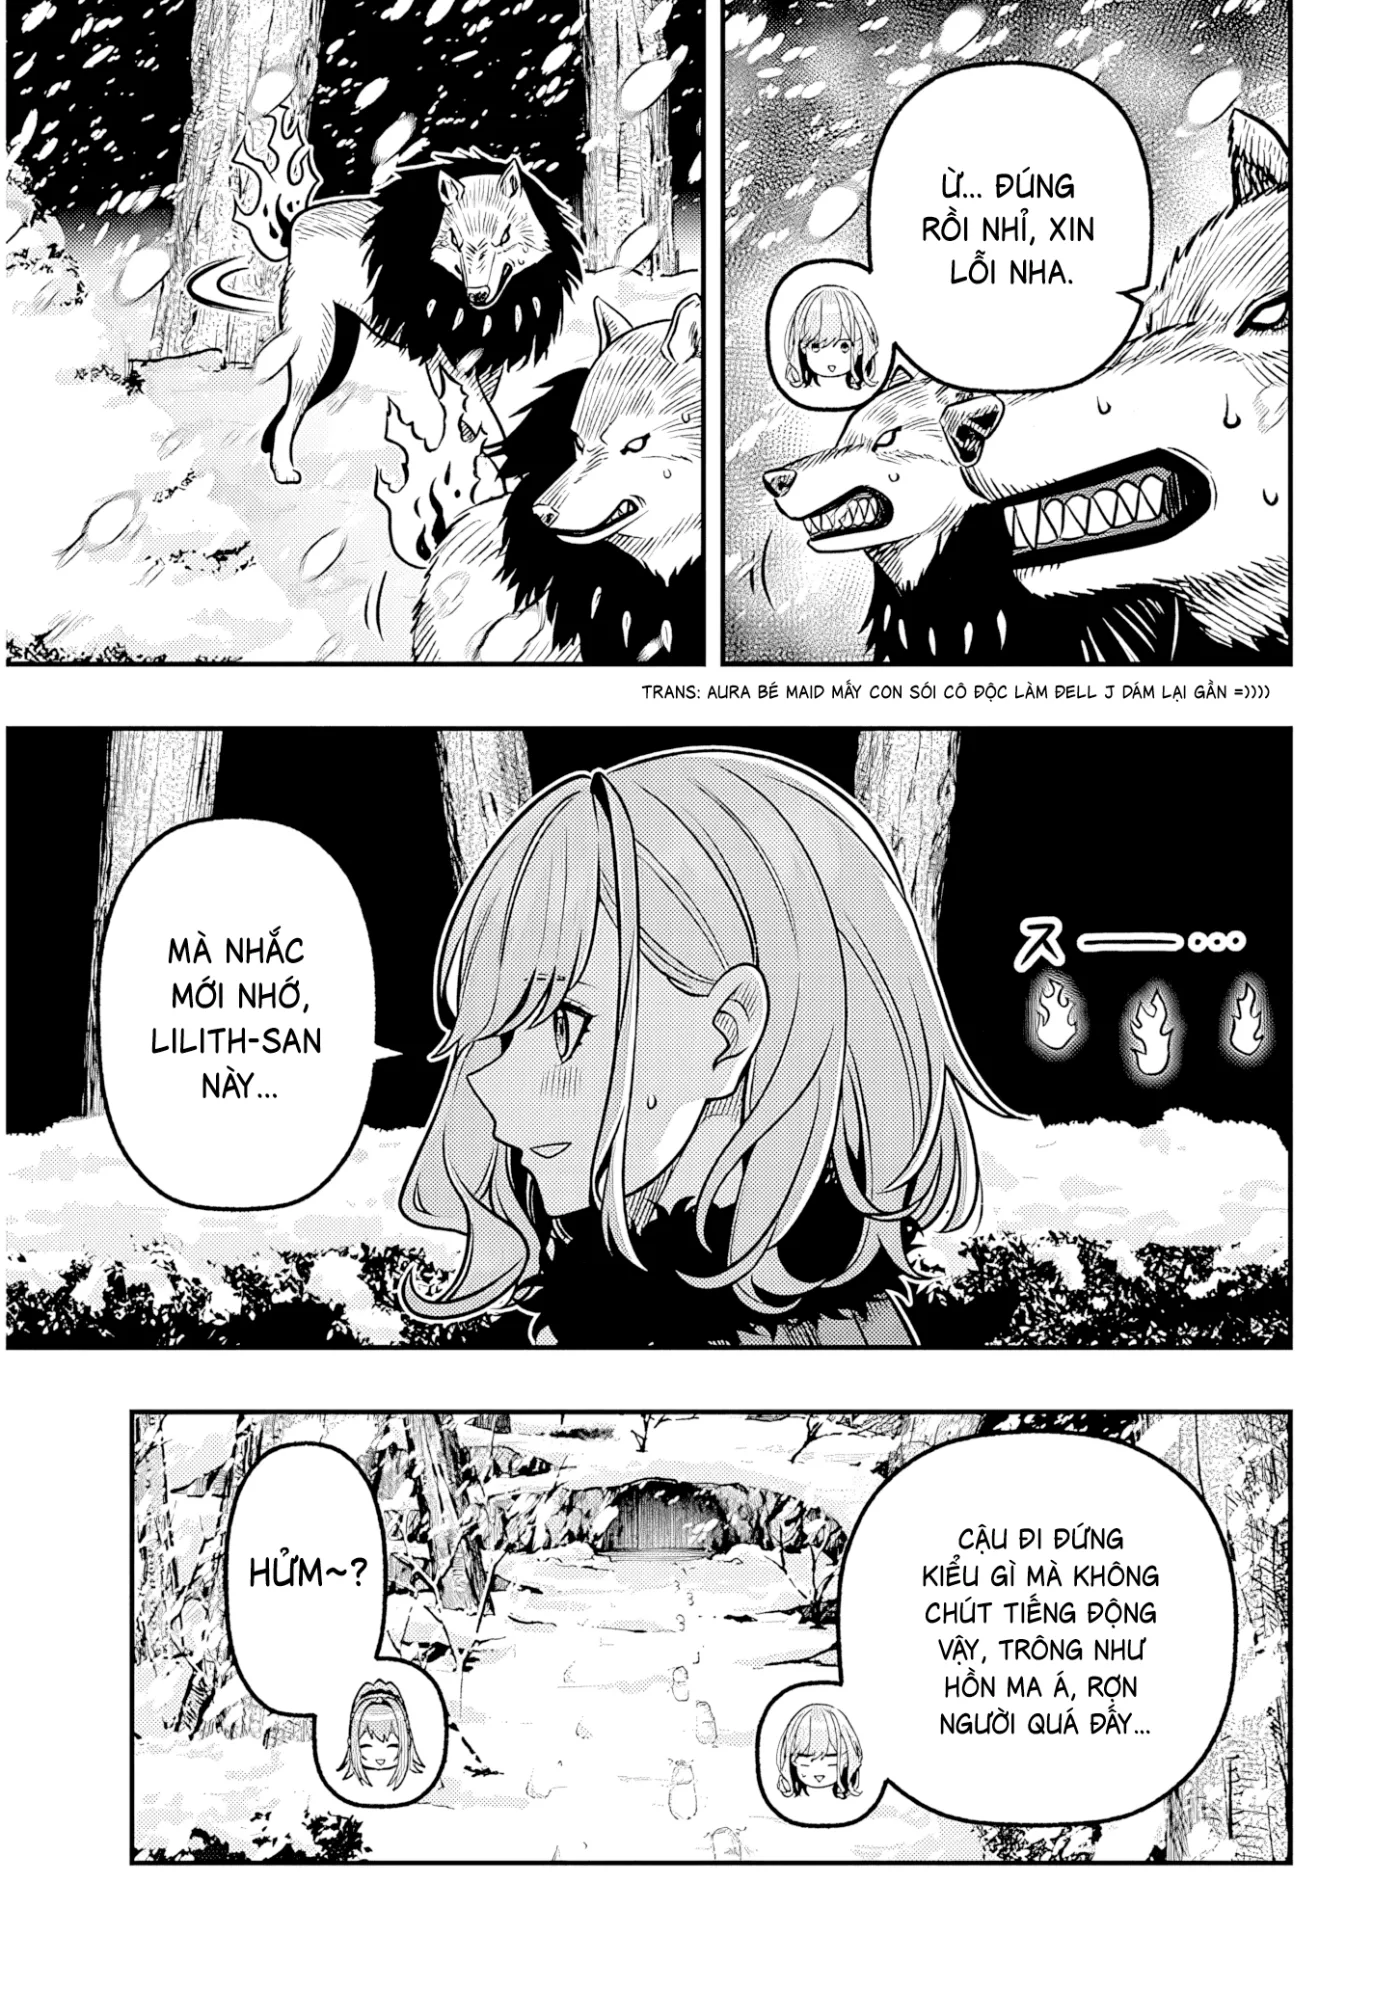 Ừ... ĐÚNG
RỒI NHỈ, XIN
LỖI NHA.
TRANS: AURA BÉ MAID MẤY CON SÓI CÔ ĐỘC LÀM ĐELL J DÁM LẠI GẦN =))))
スーー...
MÀ NHẮC
MỚI NHỚ,
LILITH-SAN
NÀY...
CẬU ĐI ĐỨNG
KIỂU GÌ MÀ KHÔNG
CHÚT TIẾNG ĐỘNG
VẬY, TRÔNG NHƯ
HỒN MA Á, RỢN
NGƯỜI QUÁ ĐẤY...
HỬM~?